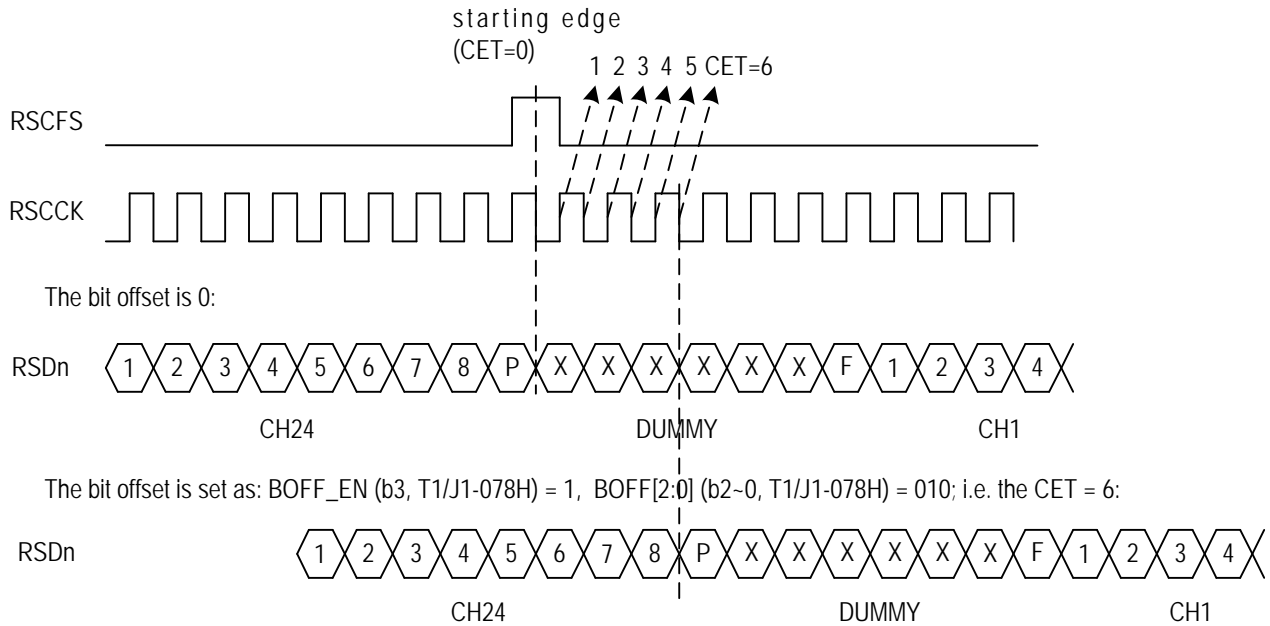 starting edge
(CET=0)
1 2 3 4 5 CET=6
RSCFS
RSCCK
The bit offset is 0:
RSDn 1 2 3 4 5 6 7 8 P X X X X X X F 1 2 3 4
CH24 DUMMY CH1
The bit offset is set as: BOFF_EN (b3, T1/J1-078H) = 1, BOFF[2:0] (b2~0, T1/J1-078H) = 010; i.e. the CET = 6:
RSDn 1 2 3 4 5 6 7 8 P X X X X X X F 1 2 3 4
CH24 DUMMY CH1